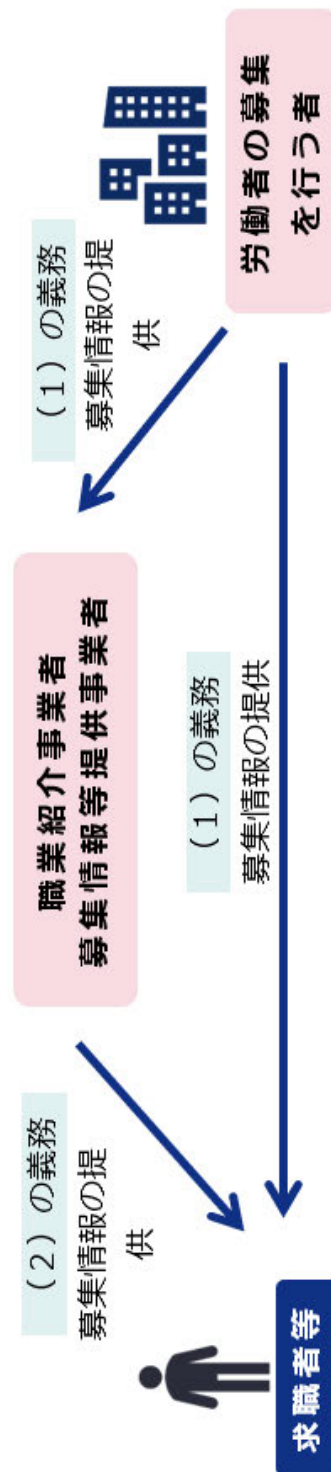 (2)の義務
募集情報の提
供
職業紹介事業者
募集情報等提供事業者
(1)の義務
募集情報の提
供
(1)の義務
募集情報の提供
求職者等
労働者の募集
を行う者